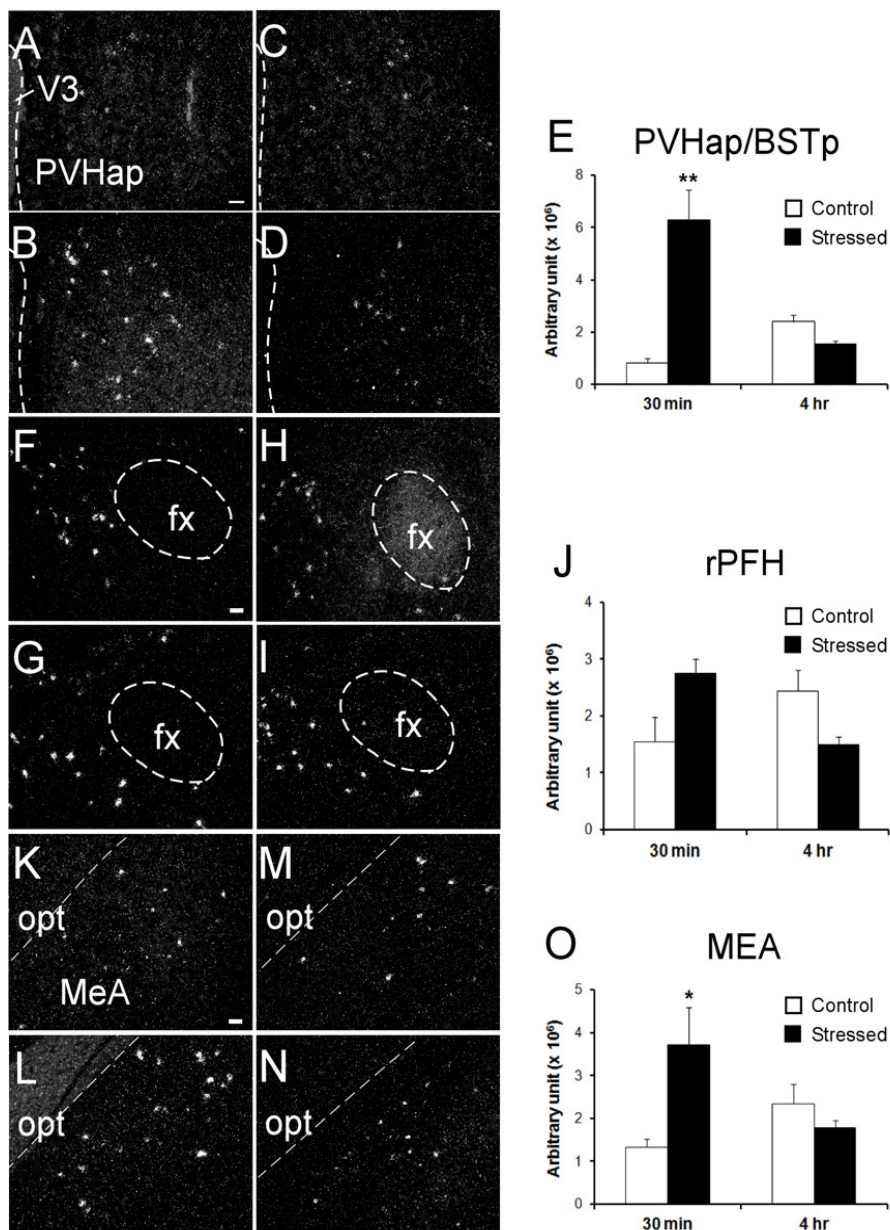 A
V3
PVHap
C
B
D
E PVHap/BSTp
Arbitrary unit (x 10⁶)
8
6
4
2
0
**
Control
Stressed
30 min 4 hr
F
fx
H
fx
G
fx
I
fx
J rPFH
Arbitrary unit (x 10⁶)
4
3
2
1
0
Control
Stressed
30 min 4 hr
K
opt
MeA
M
opt
L
opt
N
opt
O MEA
Arbitrary unit (x 10⁶)
5
4
3
2
1
0
*
Control
Stressed
30 min 4 hr